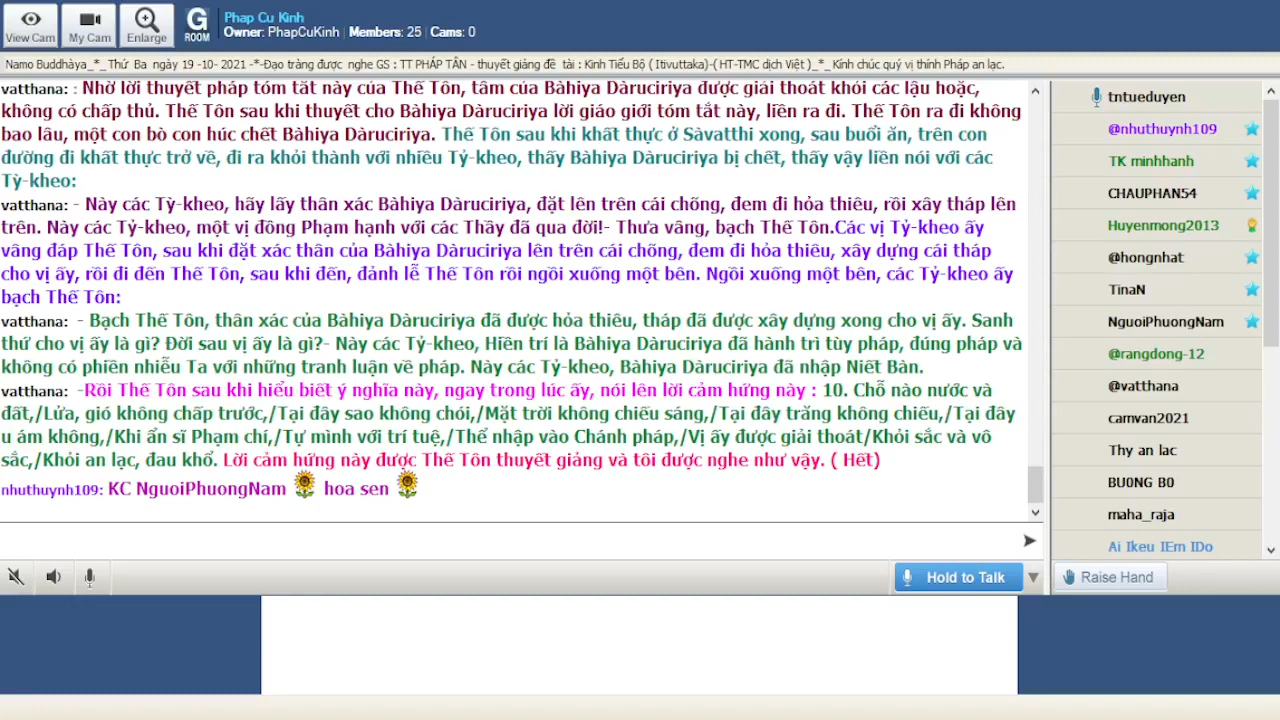 View Cam
My Cam
Enlarge
G
ROOM
Phap Cu Kinh
Owner: PhapCuKinh | Members: 25 | Cams: 0
Namo Buddhàya_*_Thứ Ba ngày 19 -10- 2021 -*-Đạo tràng được nghe GS : TT PHÁP TÂN - thuyết giảng đề tài : Kinh Tiểu Bộ ( Itivuttaka)-( HT-TMC dịch Việt )_*_ Kính chúc quý vị thính Pháp an lạc.
vatthana: : Nhờ lời thuyết pháp tóm tắt này của Thế Tôn, tâm của Bàhiya Dàruciriya được giải thoát khỏi các lậu hoặc,
không có chấp thủ. Thế Tôn sau khi thuyết cho Bàhiya Dàruciriya lời giáo giới tóm tắt này, liền ra đi. Thế Tôn ra đi không
bao lâu, một con bò con húc chết Bàhiya Dàruciriya. Thế Tôn sau khi khất thực ở Sàvatthi xong, sau buổi ăn, trên con
đường đi khất thực trở về, đi ra khỏi thành với nhiều Tỷ-kheo, thấy Bàhiya Dàruciriya bị chết, thấy vậy liền nói với các
Tỳ-kheo:
vatthana: - Này các Tỳ-kheo, hãy lấy thân xác Bàhiya Dàruciriya, đặt lên trên cái chõng, đem đi hỏa thiêu, rồi xây tháp lên
trên. Này các Tỷ-kheo, một vị đồng Phạm hạnh với các Thầy đã qua đời!- Thưa vâng, bạch Thế Tôn.Các vị Tỷ-kheo ấy
vâng đáp Thế Tôn, sau khi đặt xác thân của Bàhiya Dàruciriya lên trên cái chõng, đem đi hỏa thiêu, xây dựng cái tháp
cho vị ấy, rồi đi đến Thế Tôn, sau khi đến, đảnh lễ Thế Tôn rồi ngồi xuống một bên. Ngồi xuống một bên, các Tỷ-kheo ấy
bạch Thế Tôn:
vatthana: - Bạch Thế Tôn, thân xác của Bàhiya Dàruciriya đã được hỏa thiêu, tháp đã được xây dựng xong cho vị ấy. Sanh
thứ cho vị ấy là gì? Đời sau vị ấy là gì?- Này các Tỷ-kheo, Hiền trí là Bàhiya Dàruciriya đã hành trì tùy pháp, đúng pháp và
không có phiền nhiễu Ta với những tranh luận về pháp. Này các Tỷ-kheo, Bàhiya Dàruciriya đã nhập Niết Bàn.
vatthana: -Rồi Thế Tôn sau khi hiểu biết ý nghĩa này, ngay trong lúc ấy, nói lên lời cảm hứng này : 10. Chỗ nào nước và
đất,/Lửa, gió không chấp trước,/Tại đây sao không chói,/Mặt trời không chiếu sáng,/Tại đây trăng không chiếu,/Tại đây
u ám không,/Khi ẩn sĩ Phạm chí,/Tự mình với trí tuệ,/Thể nhập vào Chánh pháp,/Vị ấy được giải thoát/Khỏi sắc và vô
sắc,/Khỏi an lạc, đau khổ. Lời cảm hứng này được Thế Tôn thuyết giảng và tôi được nghe như vậy. ( Hết)
nhuthuynh109: KC NguoiPhuongNam hoa sen
Hold to Talk
tntueduyen
@nhuthuynh109
TK minhhanh
CHAUPHAN54
Huyenmong2013
@hongnhat
TinaN
NguoiPhuongNam
@rangdong-12
@vatthana
camvan2021
Thy an lac
BU0NG B0
maha_raja
Ai Ikeu IEm IDo
Raise Hand